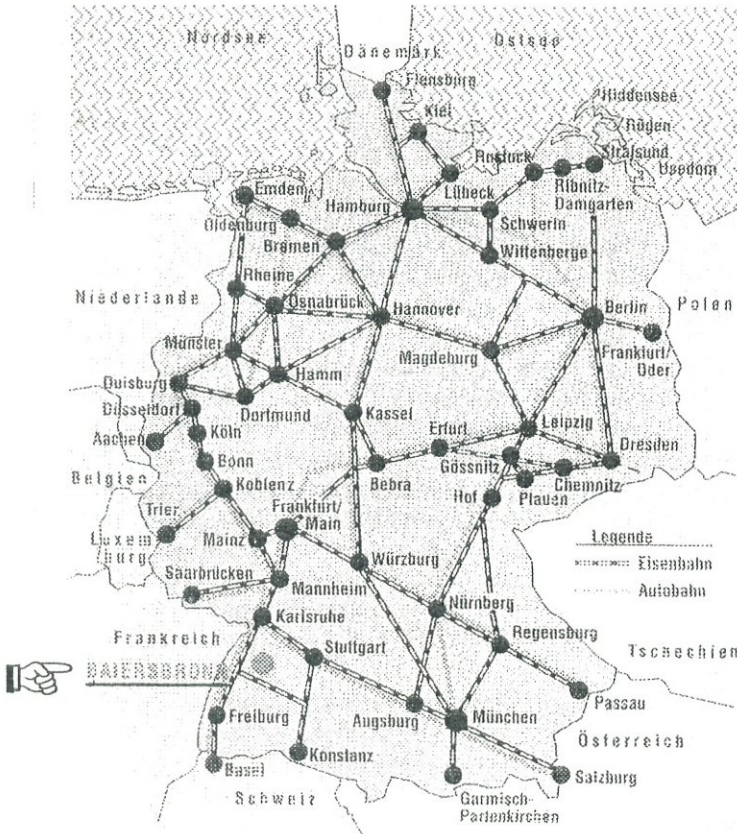 Nordsee
Ostsee
Dänemark
Flensburg
Kiel
Hiddensee
Rügen
Stralsund
Usedom
Rostock
Ribnitz-
Damgarten
Lübeck
Emden
Hamburg
Schwerin
Oldenburg
Bremen
Wittenberge
Rheine
Niederlande
Osnabrück
Hannover
Berlin
Polen
Münster
Magdeburg
Frankfurt/
Oder
Hamm
Duisburg
Düsseldorf
Dortmund
Kassel
Erfurt
Leipzig
Aachen
Köln
Dresden
Bonn
Gössnitz
Chemnitz
Belgien
Bebra
Koblenz
Hof
Plauen
Frankfurt/
Main
Trier
Luxem
burg
Mainz
Legende
Eisenbahn
Autobahn
Würzburg
Saarbrücken
Mannheim
Nürnberg
Karlsruhe
Frankreich
Stuttgart
Regensburg
Tschechien
BAIERSBRONN
Passau
Freiburg
Augsburg
München
Österreich
Konstanz
Basel
Salzburg
Schweiz
Garmisch-
Partenkirchen